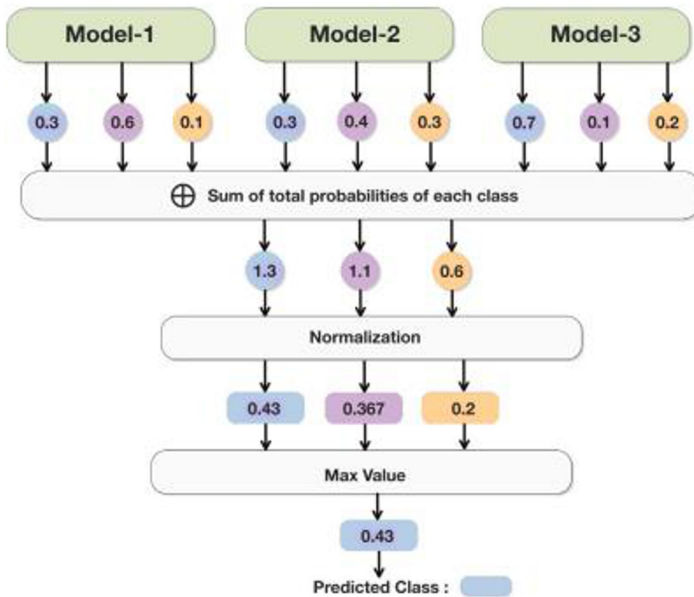 Model-1 Model-2 Model-3
0.3 0.6 0.1 0.3 0.4 0.3 0.7 0.1 0.2
⊕ Sum of total probabilities of each class
1.3 1.1 0.6
Normalization
0.43 0.367 0.2
Max Value
0.43
Predicted Class :